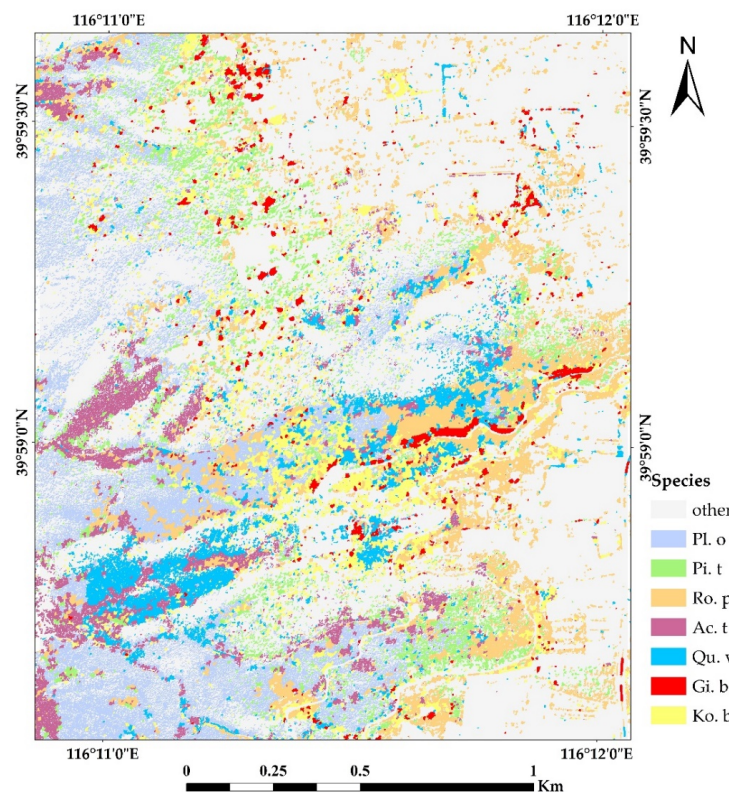 116°11'0"E 116°12'0"E
N
39°59'30"N 39°59'30"N
39°59'0"N 39°59'0"N
Species
other
Pl. o
Pi. t
Ro. p
Ac. t
Qu. v
Gi. b
Ko. b
116°11'0"E 116°12'0"E
0 0.25 0.5 1
Km